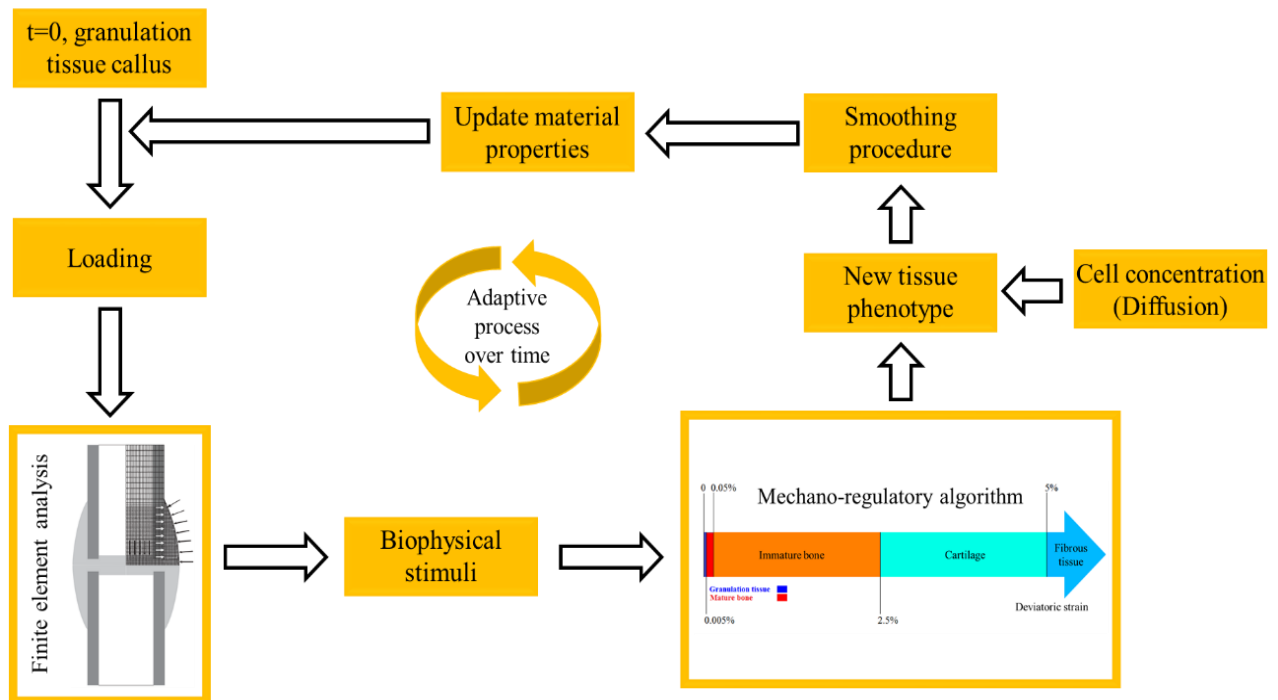 t=0, granulation
tissue callus
Update material
properties
Smoothing
procedure
Loading
Adaptive
process
over time
New tissue
phenotype
Cell concentration
(Diffusion)
Finite element analysis
Biophysical
stimuli
Mechano-regulatory algorithm
0 0.05% 5%
Immature bone
Cartilage
Fibrous
tissue
Granulation tissue
Mature bone
Deviatoric strain
0.005% 2.5%